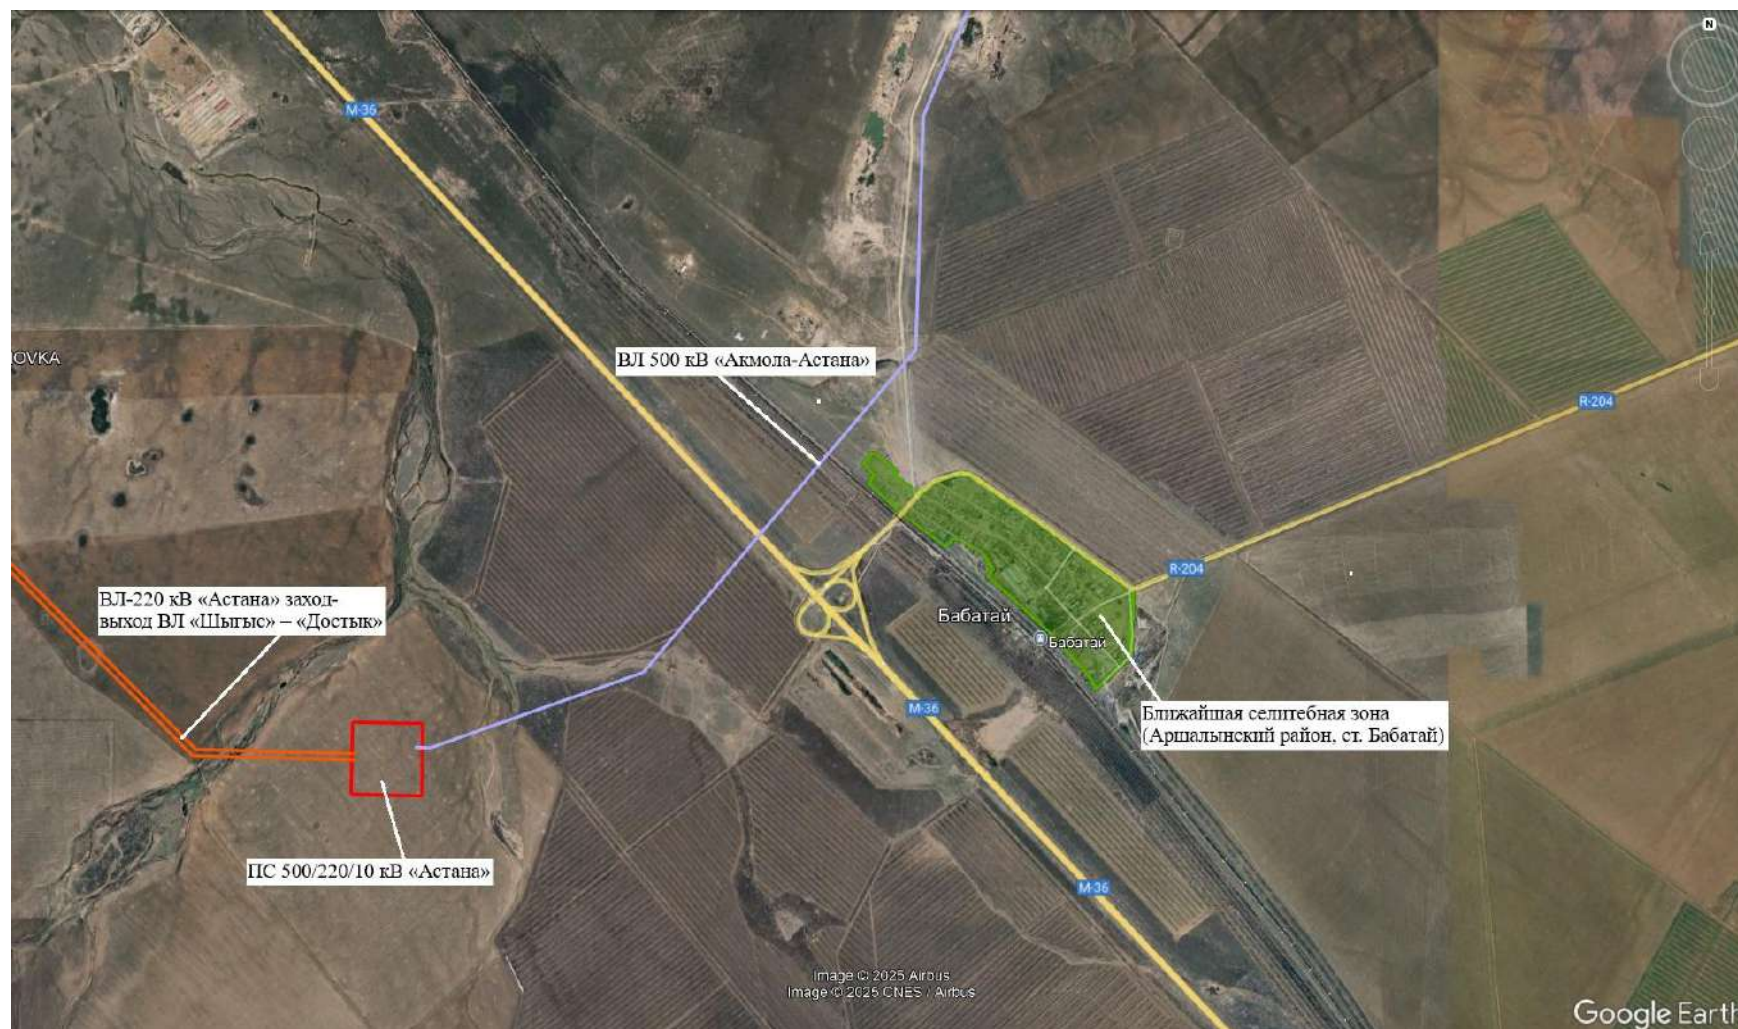 N
M-36
OVKA
ВЛ 500 кВ «Акмола-Астана»
R-204
R-204
ВЛ-220 кВ «Астана» заход-
выход ВЛ «Шыгыс» – «Достык»
Бабатай
Бабатай
M-36
Ближайшая селитебная зона
(Аршалынский район, ст. Бабатай)
ПС 500/220/10 кВ «Астана»
M-36
Image © 2025 Airbus
Image © 2025 CNES / Airbus
Google Earth